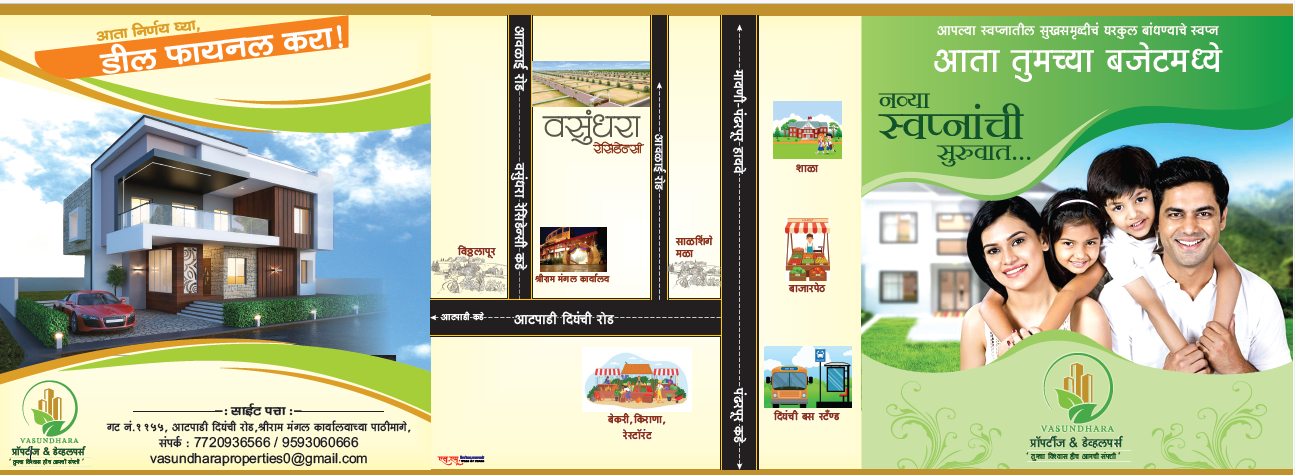 आता निर्णय घ्या,
डील फायनल करा!
VASUNDHARA
प्रॉपर्टीज & डेव्हलपर्स
' तुमचा विश्वास हीच आमची संपत्ती '
-: साईट पत्ता :-
गट नं.११५५, आटपाडी दिघंची रोड,श्रीराम मंगल कार्यालयाच्या पाठीमागे,
संपर्क : 7720936566 / 9593060666
vasundharaproperties0@gmail.com
आवळाई रोड
वसुंधरा रेसिडेन्सी कडे
वसुंधरा
रेसिडेन्सी
आवळाई रोड
विठ्ठलापूर
श्रीराम मंगल कार्यालय
साळशिंगे
मळा
आटपाडी-कडे
आटपाडी दिघंची रोड
बेकरी,किराणा,
रेस्टॉरंट
पंढरपूर हायवे
पंढरपूर-कडे
शाळा
बाजारपेठ
दिघंची बस स्टॅण्ड
आपल्या स्वप्नातील सुखसमृध्दीचं घरकुल बांधण्याचे स्वप्न
आता तुमच्या बजेटमध्ये
नव्या
स्वप्नांची
सुरुवात...
VASUNDHARA
प्रॉपर्टीज & डेव्हलपर्स
' तुमचा विश्वास हीच आमची संपत्ती '